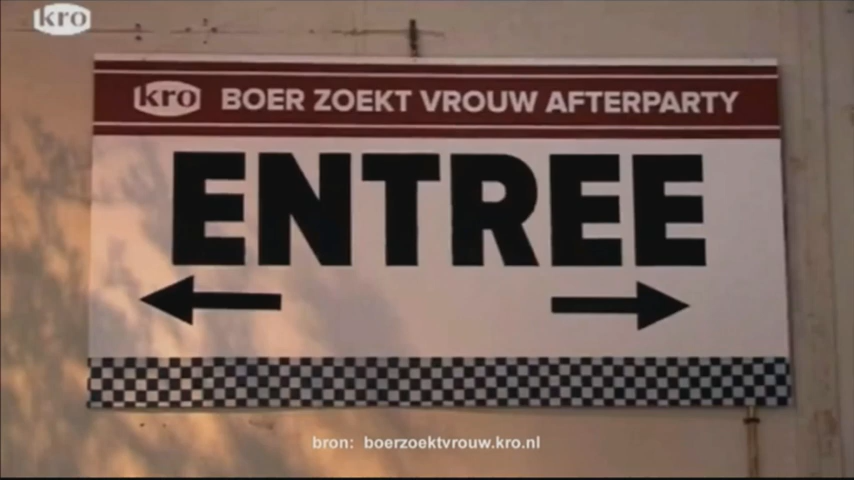 kro
kro BOER ZOEKT VROUW AFTERPARTY
ENTREE
bron: boerzoektvrouw.kro.nl